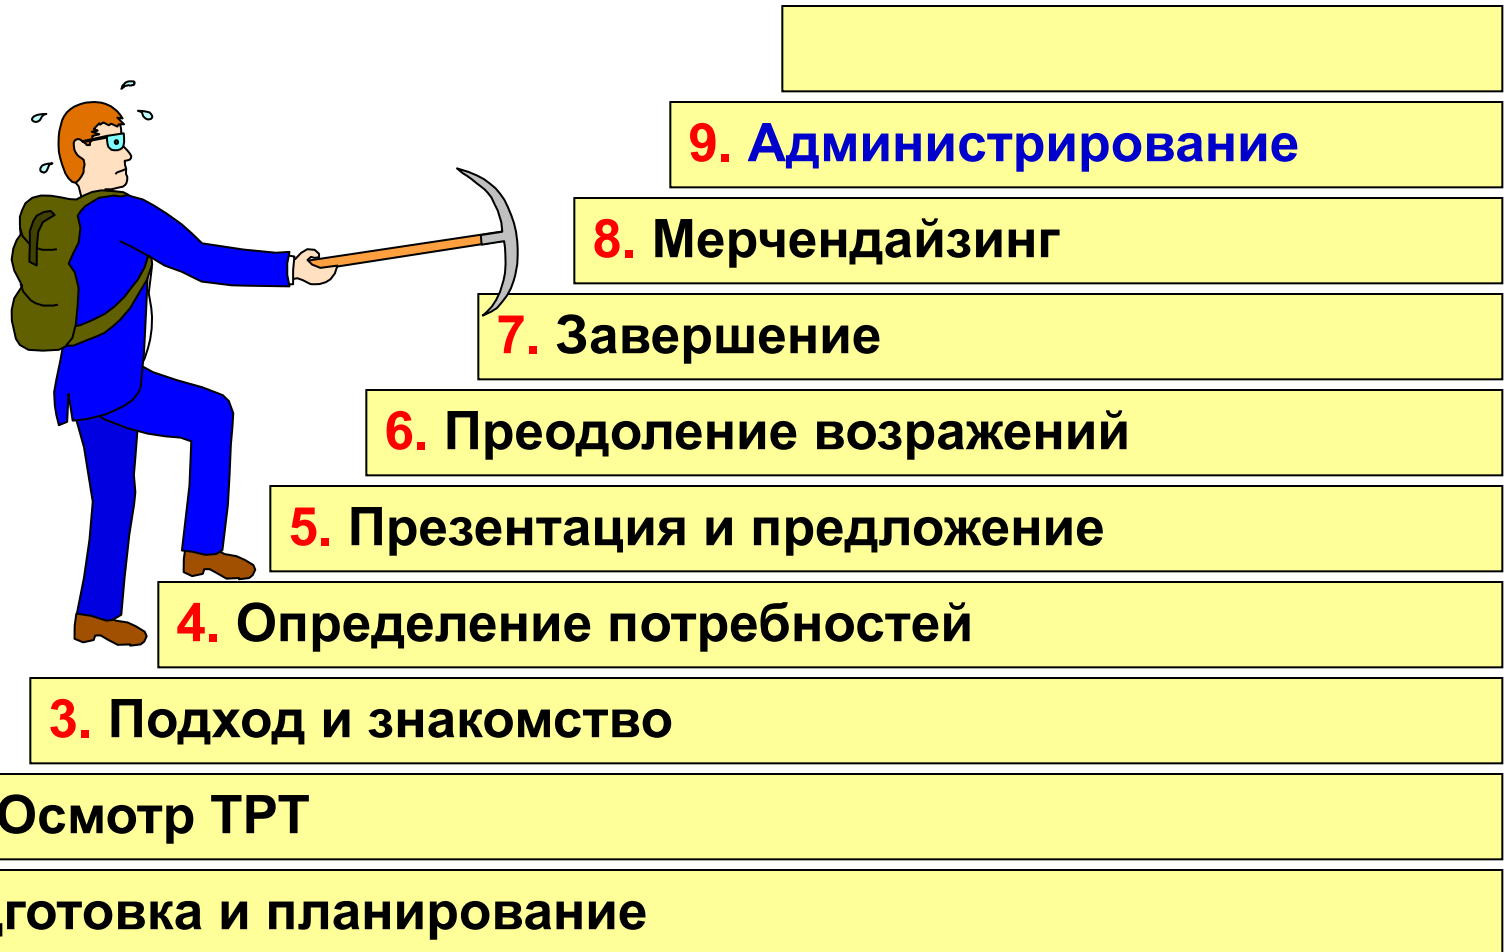 9. Администрирование
8. Мерчендайзинг
7. Завершение
6. Преодоление возражений
5. Презентация и предложение
4. Определение потребностей
3. Подход и знакомство
Осмотр ТРТ
и планирование